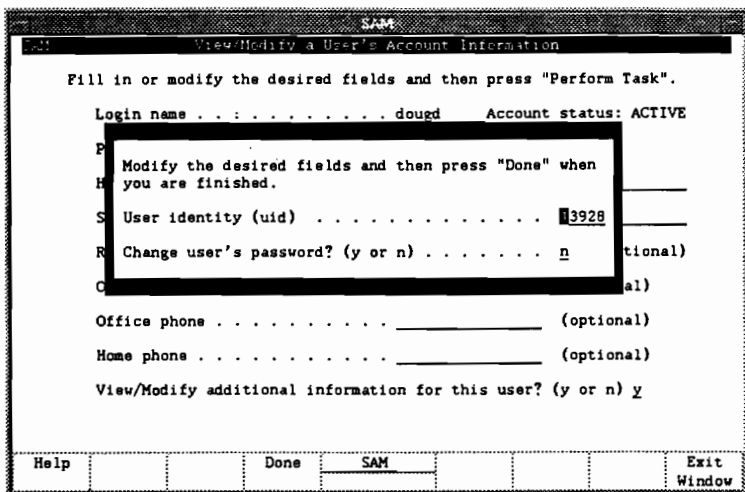 SAM
SAM View/Modify a User's Account Information
Fill in or modify the desired fields and then press "Perform Task".
Login name . . : . . . . . . . . . dougd Account status: ACTIVE
P
Modify the desired fields and then press "Done" when
H you are finished.
S User identity (uid) . . . . . . . . . . . . . . 13928
R Change user's password? (y or n) . . . . . . . n tional)
O al)
Office phone . . . . . . . . . . . (optional)
Home phone . . . . . . . . . . . . (optional)
View/Modify additional information for this user? (y or n) y
Help Done SAM Exit
Window